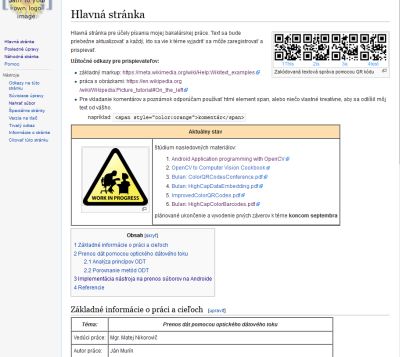 your own
logo
image
Hlavná stránka
Posledné úpravy
Náhodná stránka
Pomoc
Nástroje
Odkazy na túto
stránku
Súvisiace úpravy
Nahrať súbor
Špeciálne stránky
Verzia na tlač
Trvalý odkaz
Informácie o stránke
Citovať túto stránku
Hlavná stránka
Hlavná stránka pre účely písania mojej bakalárskej práce. Text sa bude
priebežne aktualizovať a každý, kto sa vie k téme vyjadriť sa môže zaregistrovať a
prispievať.
Zakódovaná textová správa pomocou QR kódu
Užitočné odkazy pre prispievateľov:
základný markup: https://meta.wikimedia.org/wiki/Help:Wikitext_examples
práca s obrázkami: https://en.wikipedia.org
/wiki/Wikipedia:Picture_tutorial#On_the_left
Pre vkladanie komentárov a poznámok odporúčam používať html element span, alebo niečo vlastné kreatívne, aby sa odlíšil môj
text od vášho.
napríklad <span style="color:orange">komentár</span>
Aktuálny stav
WORK IN PROGRESS
Štúdium nasledovných materiálov:
1. Android Application programming with OpenCV
2. OpenCV to Computer Vision Cookbook
3. Bulan: ColorQRCodesConference.pdf
4. Bulan: HighCapDataEmbedding.pdf
5. ImprovedColorQRCodes.pdf
6. Bulan: HighCapColorBarcodes.pdf
plánované ukončenie a vyvodenie prvých záverov k téme koncom septembra
Obsah [skryť]
1 Základné informácie o práci a cieľoch
2 Prenos dát pomocou optického dátového toku
2.1 Analýza princípov ODT
2.2 Porovnanie metód ODT
3 Implementácia nástroja na prenos súborov na Androide
4 Referencie
Základné informácie o práci a cieľoch [upraviť]
Téma: Prenos dát pomocou optického dátového toku
Vedúci práce: Mgr. Matej Nikorovič
Autor práce: Ján Murín